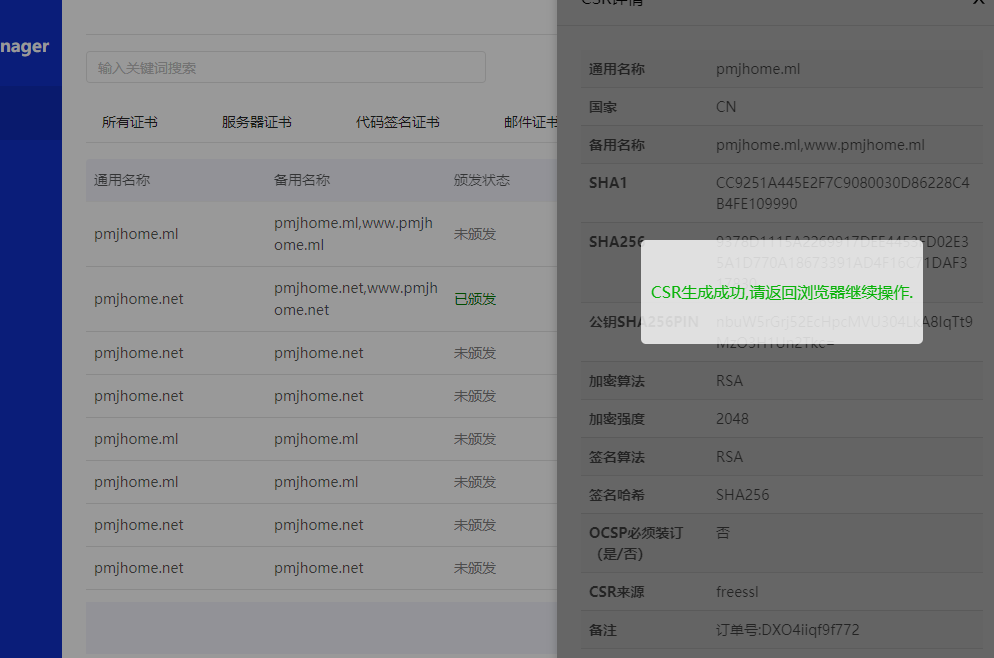 nager
输入关键词搜索
所有证书 服务器证书 代码签名证书 邮件证书
通用名称 备用名称 颁发状态
pmjhome.ml pmjhome.ml,www.pmjh
ome.ml 未颁发
pmjhome.net pmjhome.net,www.pmjh
ome.net 已颁发
pmjhome.net pmjhome.net 未颁发
pmjhome.net pmjhome.net 未颁发
pmjhome.ml pmjhome.ml 未颁发
pmjhome.ml pmjhome.ml 未颁发
pmjhome.net pmjhome.net 未颁发
pmjhome.net pmjhome.net 未颁发
CSR详情
通用名称 pmjhome.ml
国家 CN
备用名称 pmjhome.ml,www.pmjhome.ml
SHA1 CC9251A445E2F7C9080030D86228C4
B4FE109990
SHA256
CSR生成成功,请返回浏览器继续操作.
公钥SHA256PIN
加密算法 RSA
加密强度 2048
签名算法 RSA
签名哈希 SHA256
OCSP必须装订
（是/否） 否
CSR来源 freessl
备注 订单号:DXO4iiqf9f772